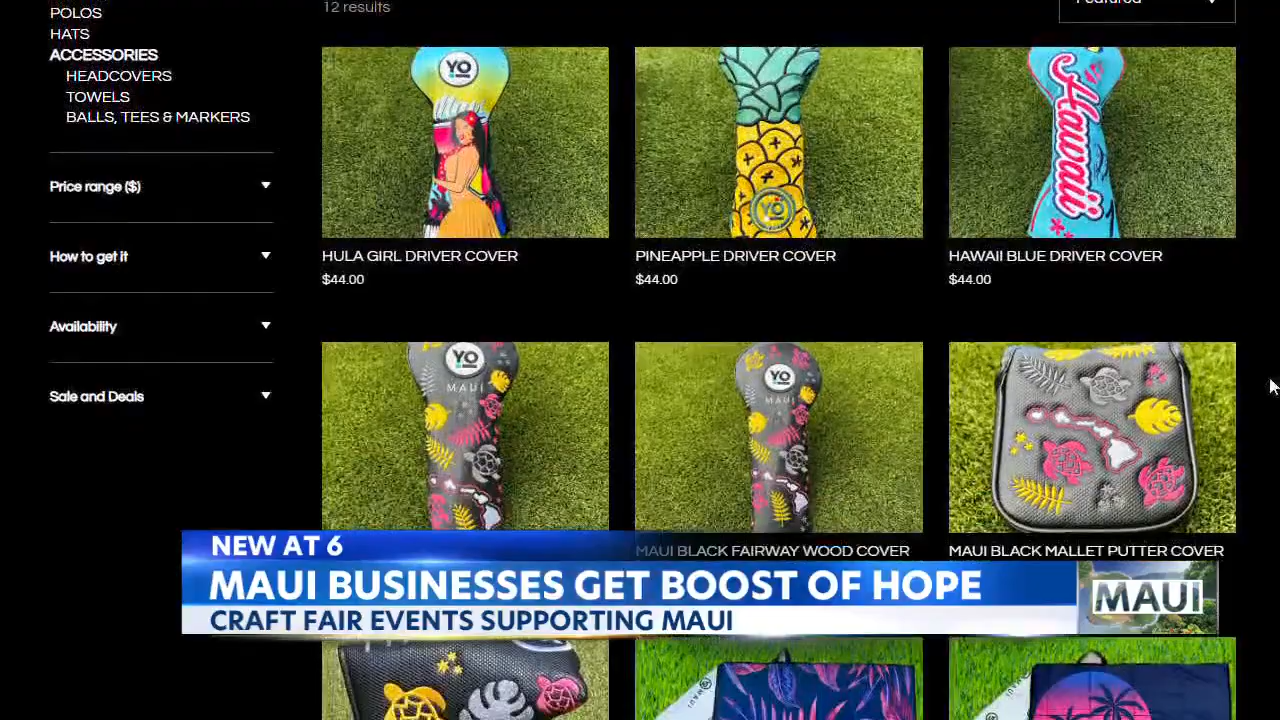 POLOS
HATS
ACCESSORIES
HEADCOVERS
TOWELS
BALLS, TEES & MARKERS
Price range ($)
How to get it
Availability
Sale and Deals
12 results
Featured
YO
YO
Hawaii
HULA GIRL DRIVER COVER
$44.00
PINEAPPLE DRIVER COVER
$44.00
HAWAII BLUE DRIVER COVER
$44.00
YO
MAUI
YO
MAUI
MAUI BLACK FAIRWAY WOOD COVER
MAUI BLACK MALLET PUTTER COVER
NEW AT 6
MAUI BUSINESSES GET BOOST OF HOPE
CRAFT FAIR EVENTS SUPPORTING MAUI
MAUI